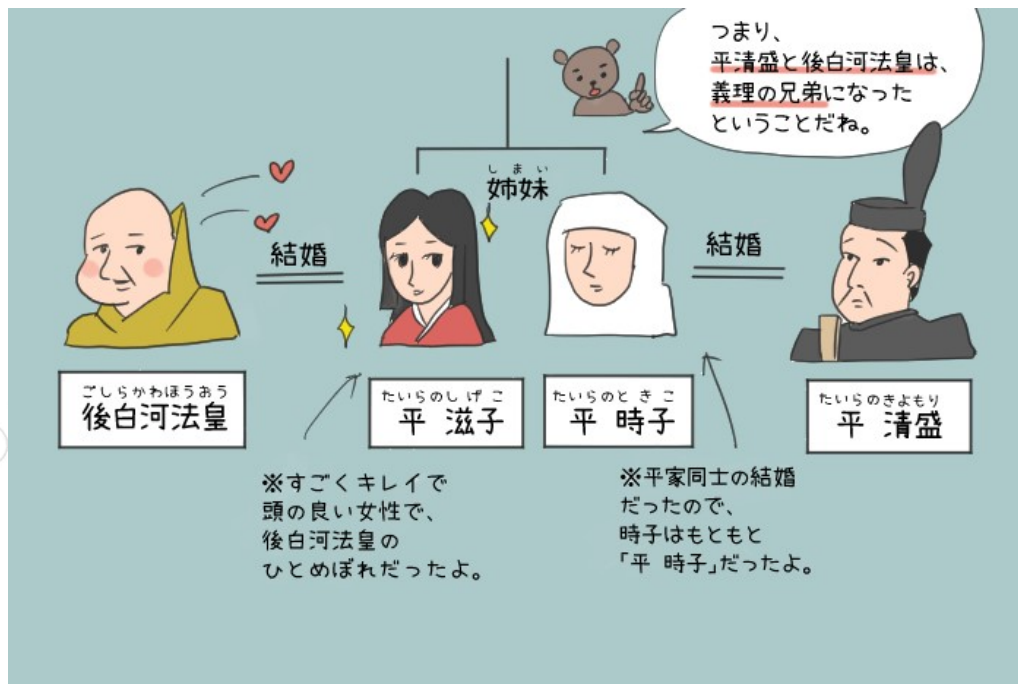 つまり、
平清盛と後白河法皇は、
義理の兄弟になった
ということだね。
しまい
姉妹
結婚
結婚
ごしらかわほうおう
後白河法皇
たいらのしげこ
平 滋子
たいらのときこ
平 時子
たいらのきよもり
平 清盛
※すごくキレイで
頭の良い女性で、
後白河法皇の
ひとめぼれだったよ。
※平家同士の結婚
だったので、
時子はもともと
「平 時子」だったよ。